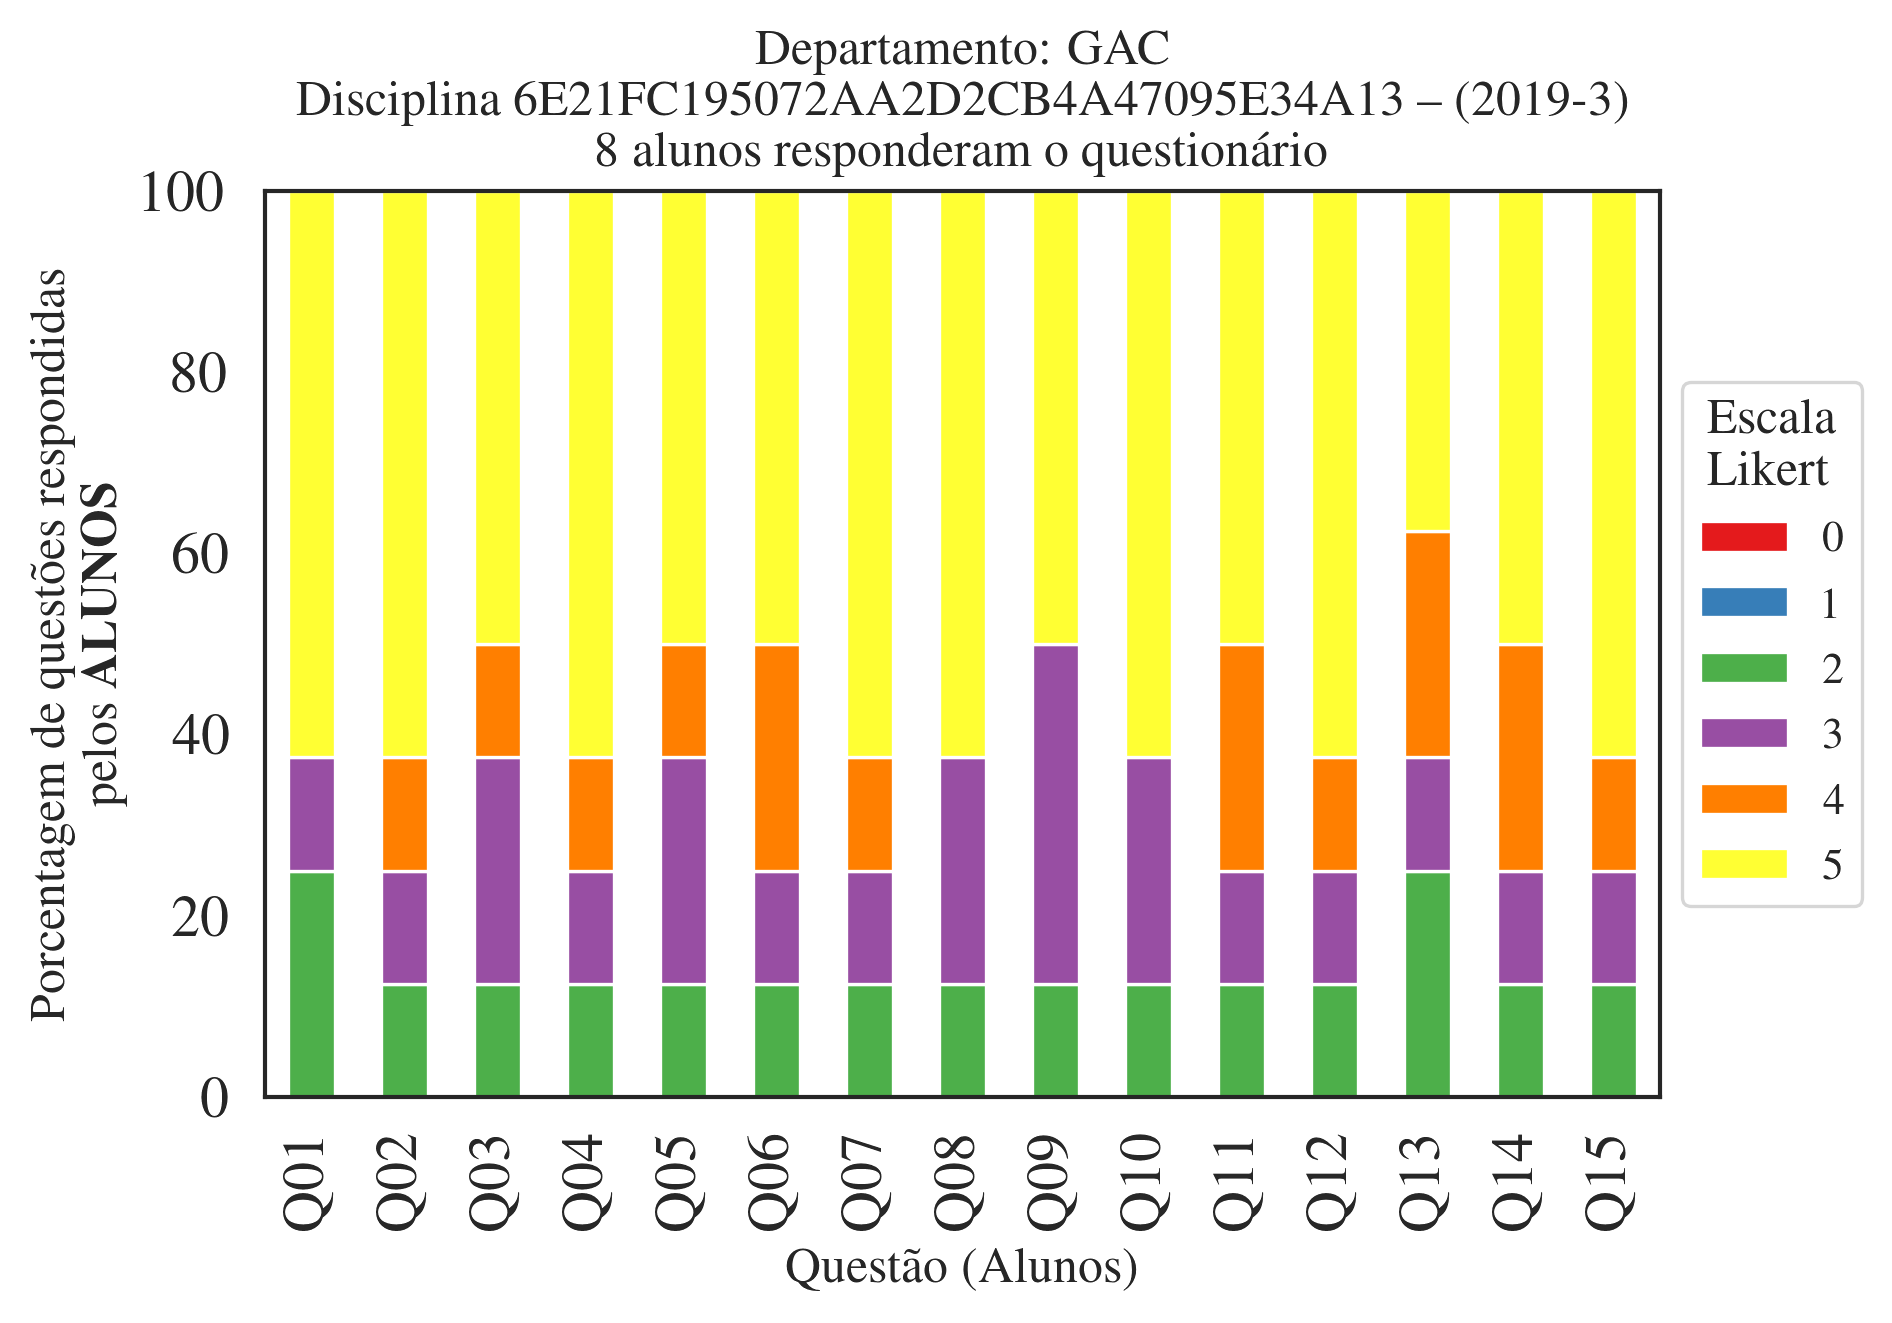 Departamento: GAC
Disciplina 6E21FC195072AA2D2CB4A47095E34A13 – (2019-3)
8 alunos responderam o questionário
100
80
60
40
20
0
Porcentagem de questões respondidas
pelos ALUNOS
Q01
Q02
Q03
Q04
Q05
Q06
Q07
Q08
Q09
Q10
Q11
Q12
Q13
Q14
Q15
Questão (Alunos)
Escala
Likert
0
1
2
3
4
5